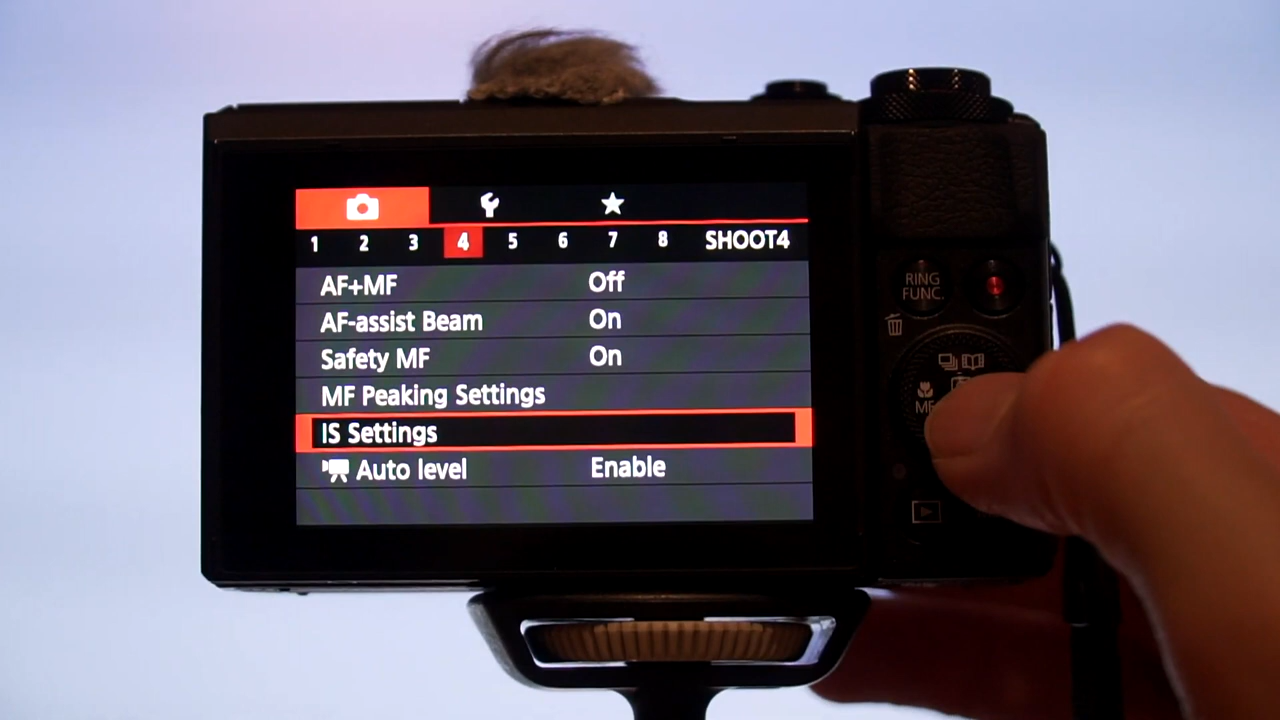 1 2 3 4 5 6 7 8 SHOOT4
AF+MF Off
AF-assist Beam On
Safety MF On
MF Peaking Settings
IS Settings
Auto level Enable
RING
FUNC.
MF